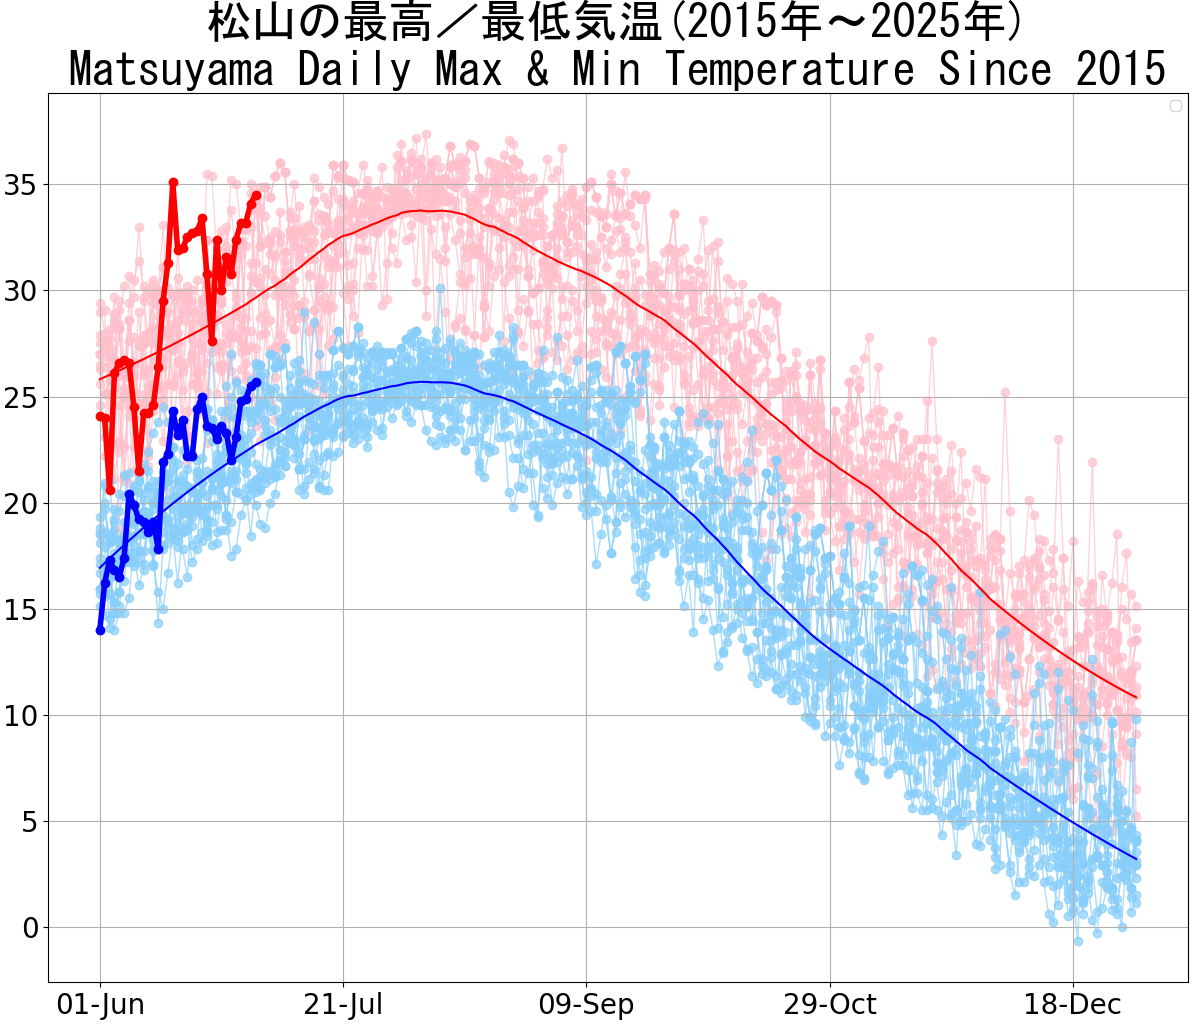 松山の最高／最低気温(2015年～2025年)
Matsuyama Daily Max & Min Temperature Since 2015
35
30
25
20
15
10
5
0
01-Jun 21-Jul 09-Sep 29-Oct 18-Dec